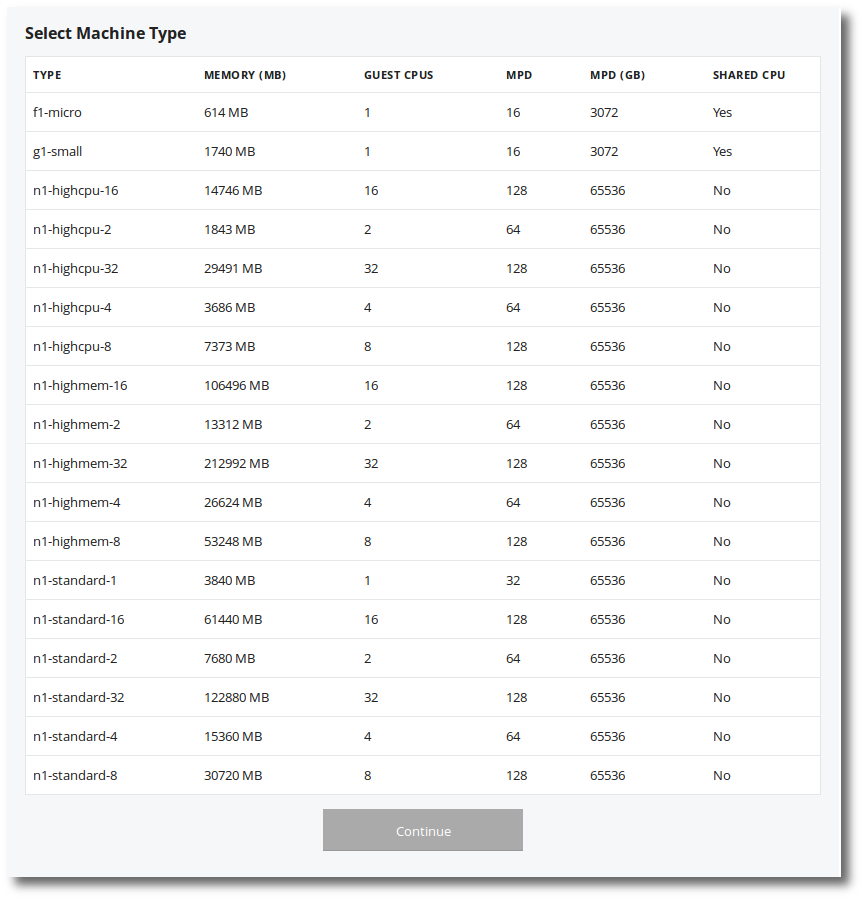 Select Machine Type
TYPE MEMORY (MB) GUEST CPUS MPD MPD (GB) SHARED CPU
f1-micro 614 MB 1 16 3072 Yes
g1-small 1740 MB 1 16 3072 Yes
n1-highcpu-16 14746 MB 16 128 65536 No
n1-highcpu-2 1843 MB 2 64 65536 No
n1-highcpu-32 29491 MB 32 128 65536 No
n1-highcpu-4 3686 MB 4 64 65536 No
n1-highcpu-8 7373 MB 8 128 65536 No
n1-highmem-16 106496 MB 16 128 65536 No
n1-highmem-2 13312 MB 2 64 65536 No
n1-highmem-32 212992 MB 32 128 65536 No
n1-highmem-4 26624 MB 4 64 65536 No
n1-highmem-8 53248 MB 8 128 65536 No
n1-standard-1 3840 MB 1 32 65536 No
n1-standard-16 61440 MB 16 128 65536 No
n1-standard-2 7680 MB 2 64 65536 No
n1-standard-32 122880 MB 32 128 65536 No
n1-standard-4 15360 MB 4 64 65536 No
n1-standard-8 30720 MB 8 128 65536 No
Continue